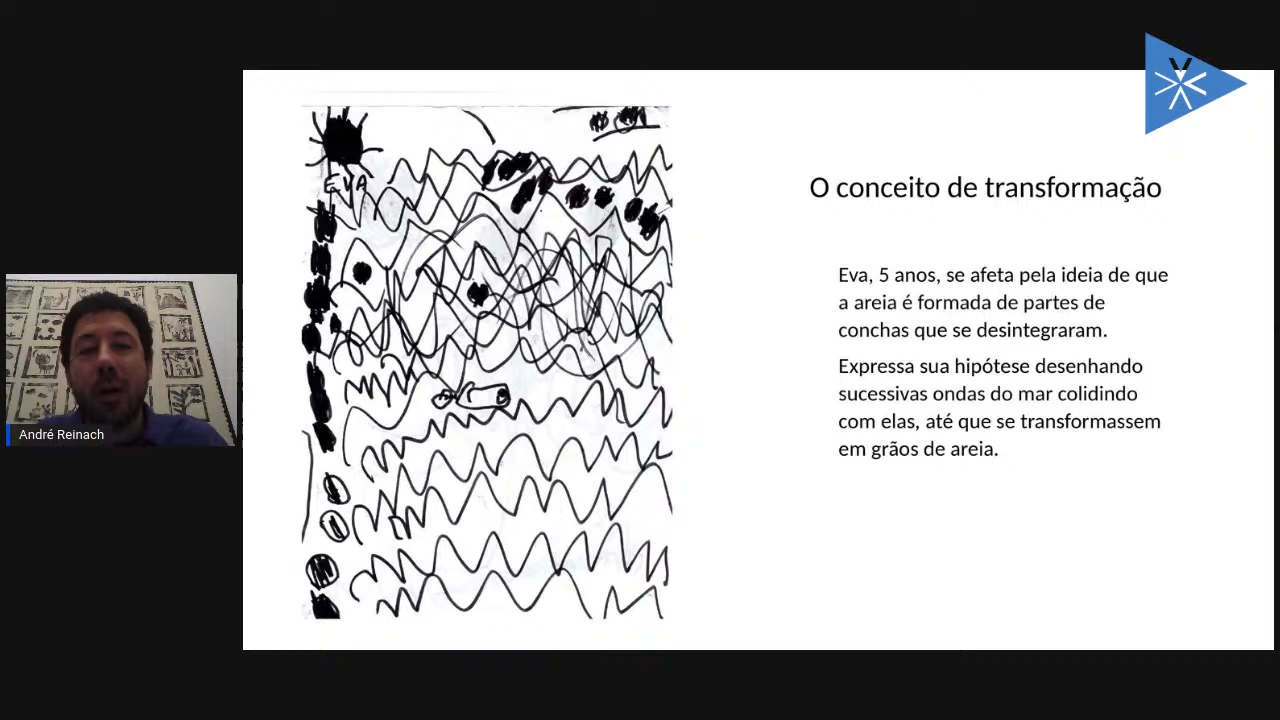 EVA
O conceito de transformação
Eva, 5 anos, se afeta pela ideia de que
a areia é formada de partes de
conchas que se desintegraram.
Expressa sua hipótese desenhando
sucessivas ondas do mar colidindo
com elas, até que se transformassem
em grãos de areia.
André Reinach